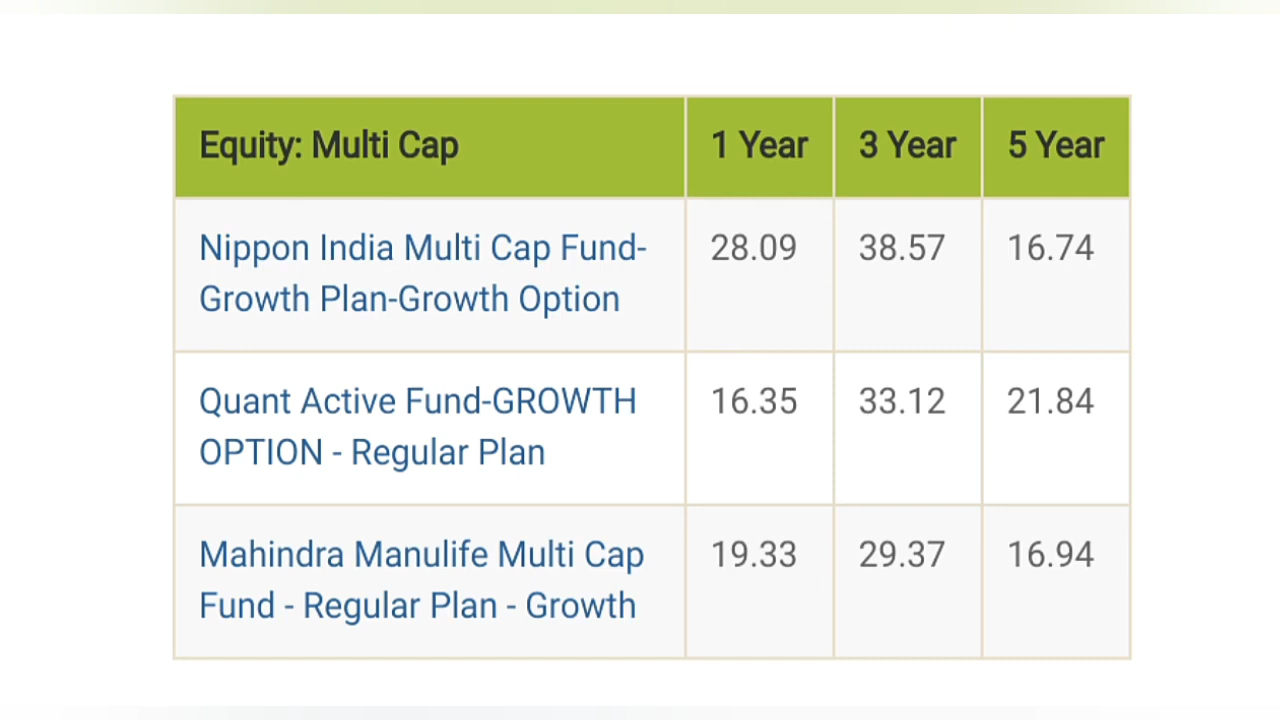 Equity: Multi Cap 1 Year 3 Year 5 Year
Nippon India Multi Cap Fund- 28.09 38.57 16.74
Growth Plan-Growth Option
Quant Active Fund-GROWTH 16.35 33.12 21.84
OPTION - Regular Plan
Mahindra Manulife Multi Cap 19.33 29.37 16.94
Fund - Regular Plan - Growth